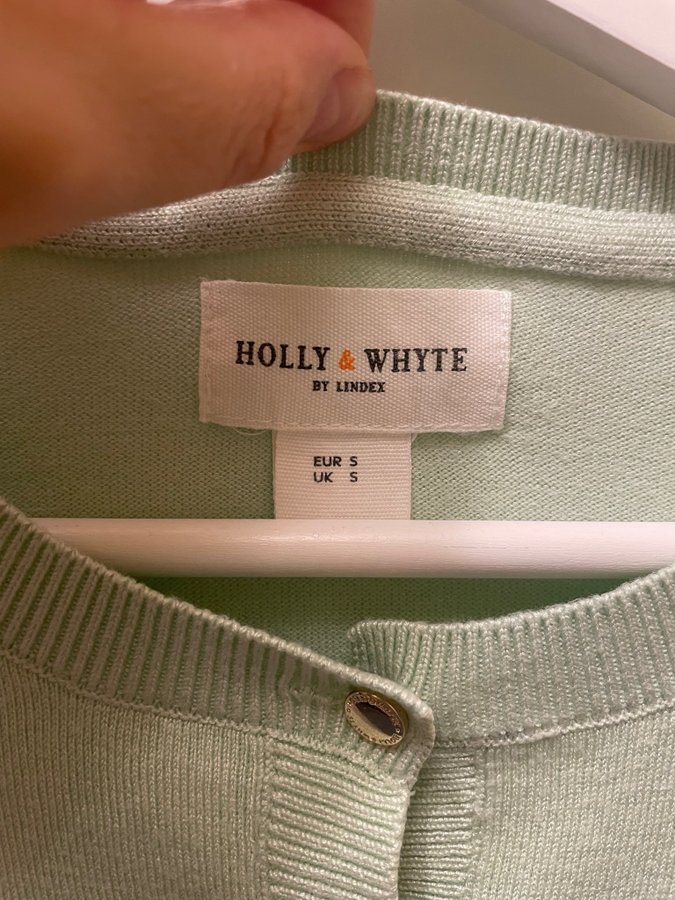 HOLLY & WHYTE
BY LINDEX
EUR S
UK S